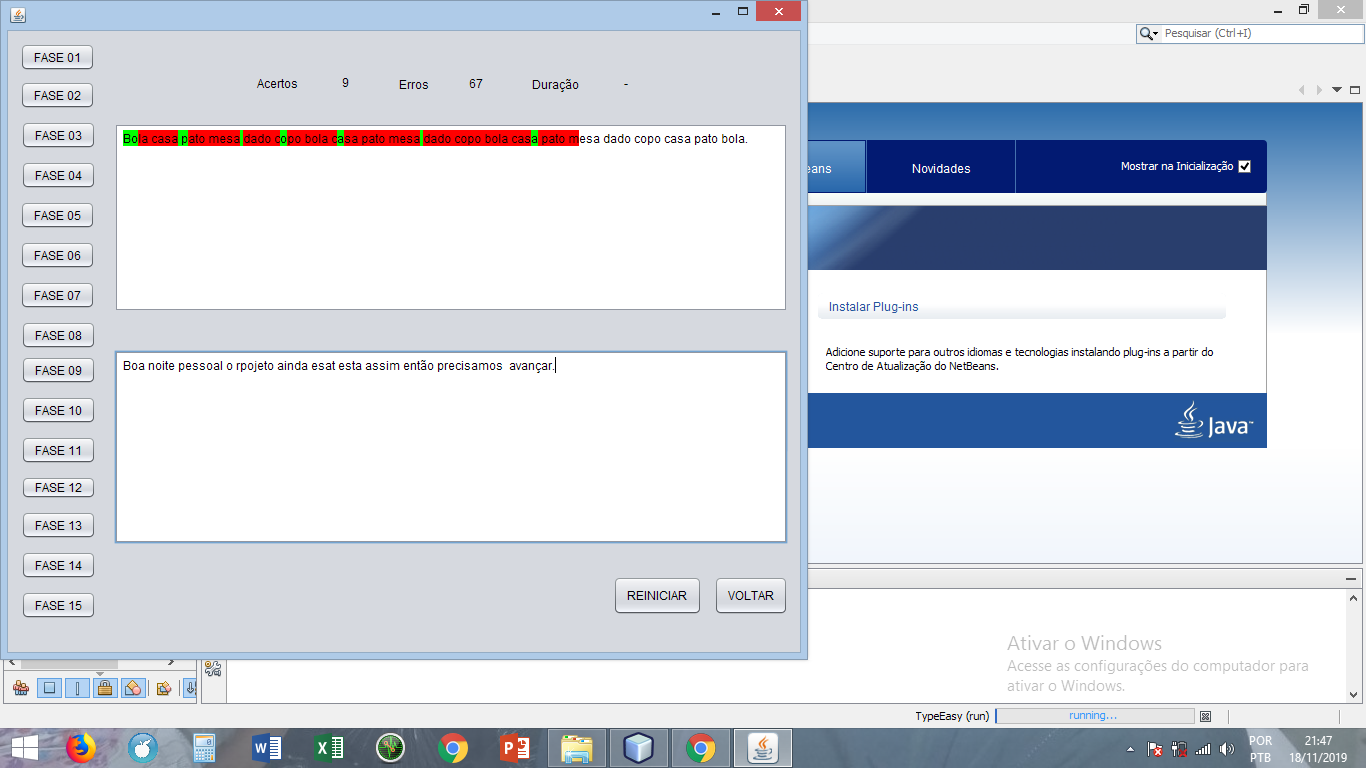 FASE 01
FASE 02
FASE 03
FASE 04
FASE 05
FASE 06
FASE 07
FASE 08
FASE 09
FASE 10
FASE 11
FASE 12
FASE 13
FASE 14
FASE 15
Acertos 9 Erros 67 Duração -
Bola casa pato mesa dado copo bola casa pato mesa dado copo bola casa pato mesa dado copo casa pato bola.
Boa noite pessoal o rpojeto ainda esat esta assim então precisamos  avançar.
REINICIAR VOLTAR
Pesquisar (Ctrl+I)
eans Novidades Mostrar na Inicialização
Instalar Plug-ins
Adicione suporte para outros idiomas e tecnologias instalando plug-ins a partir do
Centro de Atualização do NetBeans.
Java™
Ativar o Windows
Acesse as configurações do computador para
ativar o Windows.
TypeEasy (run) running...
POR 21:47
PTB 18/11/2019